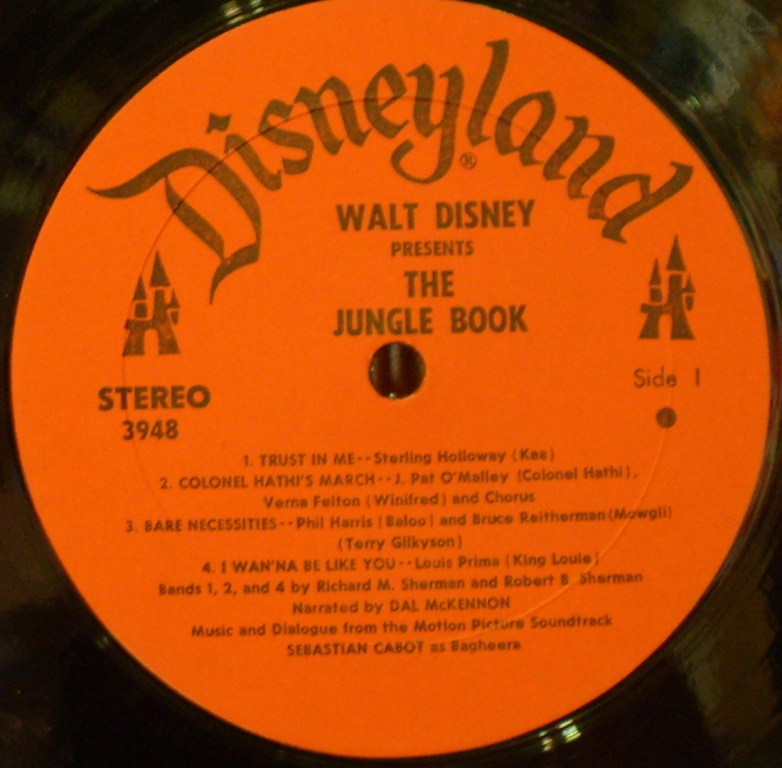 Disneyland®
WALT DISNEY
PRESENTS
THE
JUNGLE BOOK
STEREO
3948
Side 1
1. TRUST IN ME--Sterling Holloway (Kaa)
2. COLONEL HATHI'S MARCH--J. Pat O'Malley (Colonel Hathi),
Verna Felton (Winifred) and Chorus
3. BARE NECESSITIES--Phil Harris (Baloo) and Bruce Reitherman (Mowgli)
(Terry Gilkyson)
4. I WAN'NA BE LIKE YOU--Louis Prima (King Louie)
Bands 1, 2, and 4 by Richard M. Sherman and Robert B. Sherman
Narrated by DAL McKENNON
Music and Dialogue from the Motion Picture Soundtrack
SEBASTIAN CABOT as Bagheera